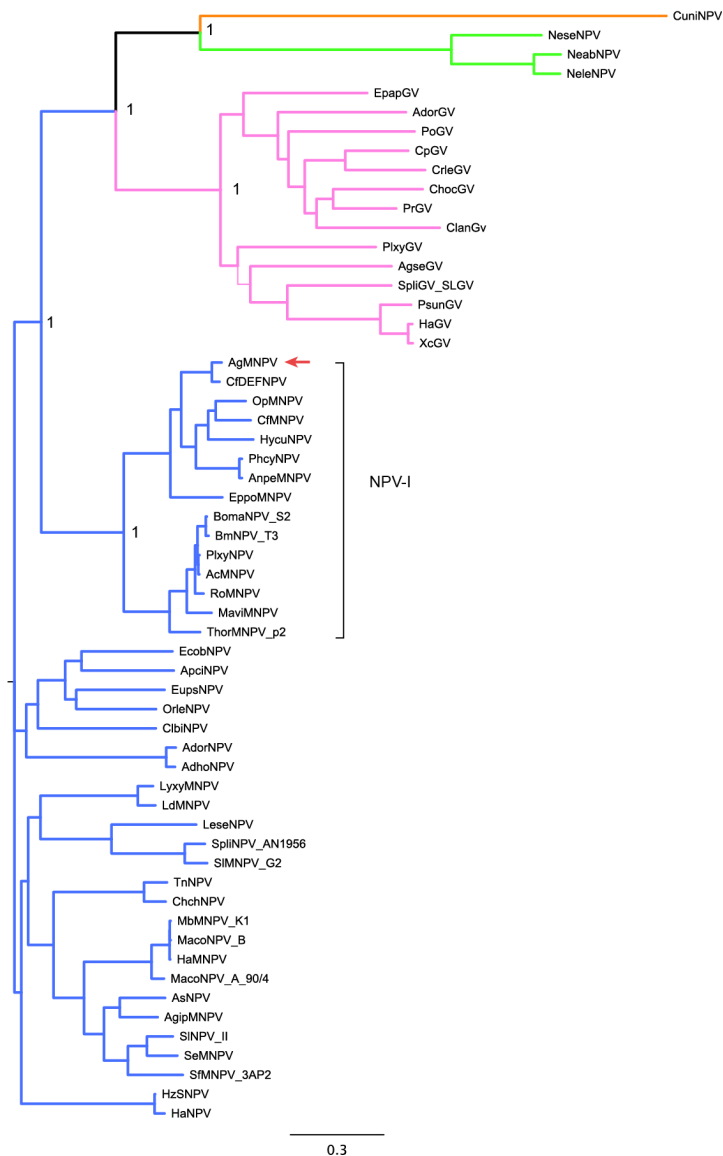 CuniNPV
1
NeseNPV
NeabNPV
NeleNPV
EpapGV
1
AdorGV
PoGV
CpGV
CrleGV
ChocGV
1
PrGV
ClanGv
PlxyGV
AgseGV
SpliGV_SLGV
PsunGV
1
HaGV
XcGV
AgMNPV
CfDEFNPV
OpMNPV
CfMNPV
HycuNPV
PhcyNPV
AnpeMNPV
NPV-I
EppoMNPV
BomaNPV_S2
1
BmNPV_T3
PlxyNPV
AcMNPV
RoMNPV
MaviMNPV
ThorMNPV_p2
EcobNPV
ApciNPV
EupsNPV
OrleNPV
ClbiNPV
AdorNPV
AdhoNPV
LyxyMNPV
LdMNPV
LeseNPV
SpliNPV_AN1956
SlMNPV_G2
TnNPV
ChchNPV
MbMNPV_K1
MacoNPV_B
HaMNPV
MacoNPV_A_90/4
AsNPV
AgipMNPV
SlNPV_II
SeMNPV
SfMNPV_3AP2
HzSNPV
HaNPV
0.3